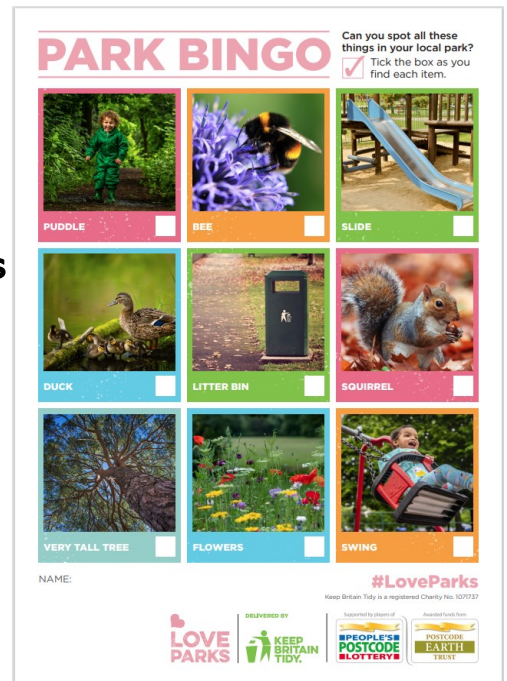 PARK BINGO
Can you spot all these
things in your local park?
Tick the box as you
find each item.
PUDDLE
BEE
SLIDE
DUCK
LITTER BIN
SQUIRREL
VERY TALL TREE
FLOWERS
SWING
NAME:
#LoveParks
Keep Britain Tidy is a registered Charity No. 1071737
LOVE
PARKS
DELIVERED BY
KEEP
BRITAIN
TIDY.
Supported by players of
PEOPLE'S
POSTCODE
LOTTERY
Awarded funds from
POSTCODE
EARTH
TRUST
s